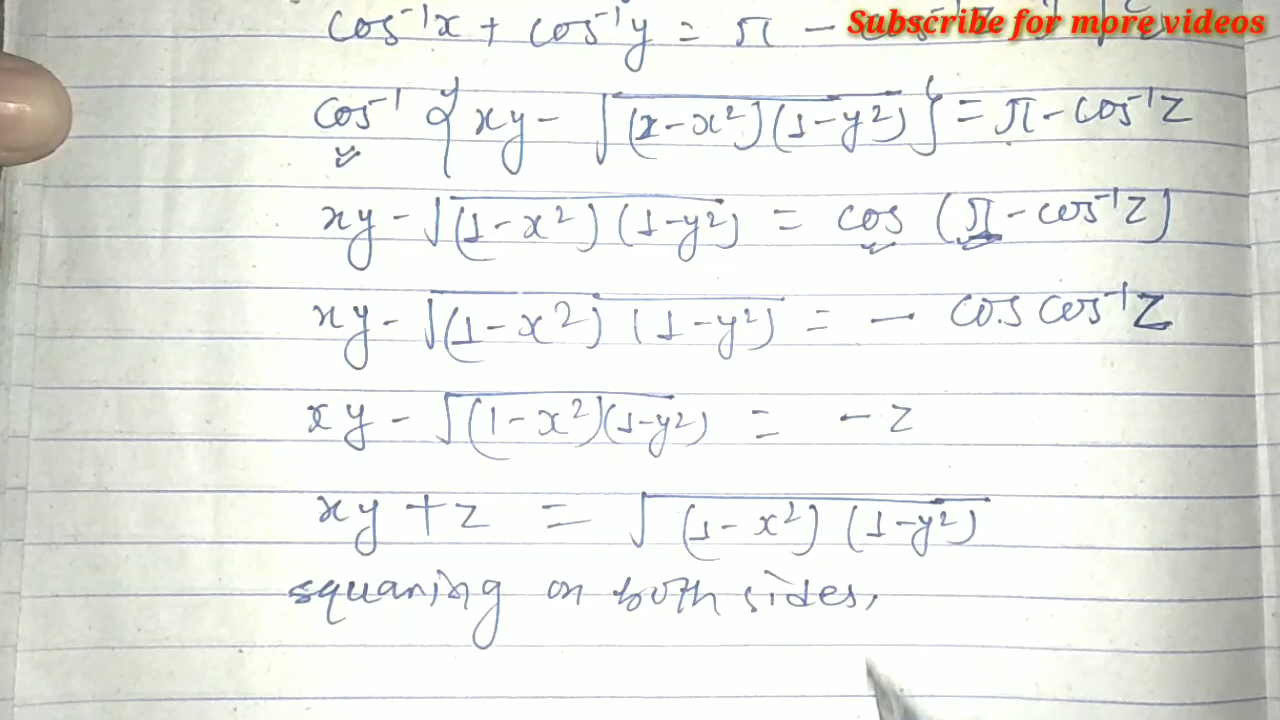 cos⁻¹x + cos⁻¹y = π −
Subscribe for more videos
cos⁻¹ { xy − √(x−x²)(1−y²) } = π − cos⁻¹z
xy − √(1−x²)(1−y²) = cos (π − cos⁻¹z)
xy − √(1−x²)(1−y²) = − cos cos⁻¹z
xy − √(1−x²)(1−y²) = − z
xy + z = √(1−x²)(1−y²)
squaring on both sides,